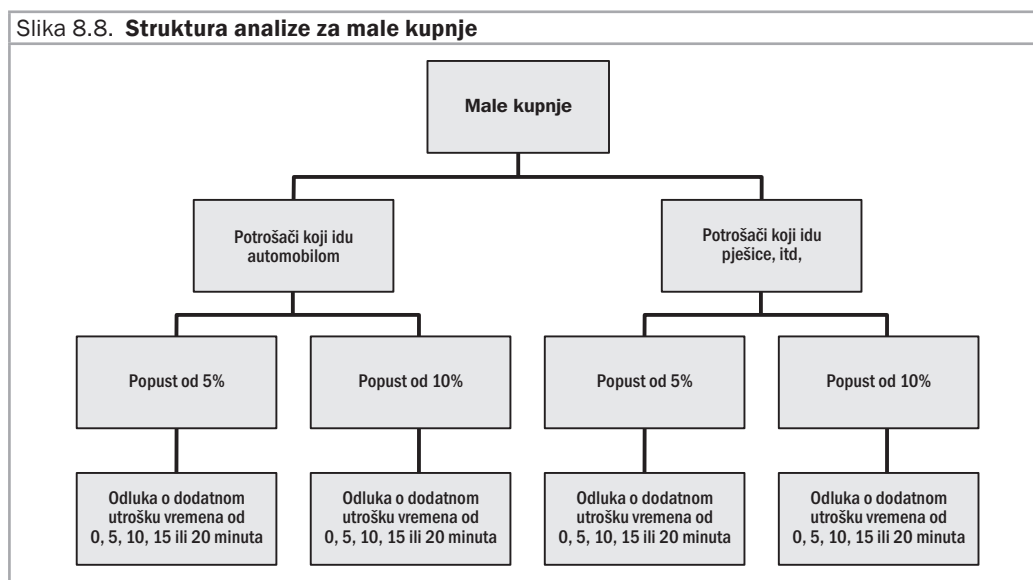 Slika 8.8. Struktura analize za male kupnje
Male kupnje
Potrošači koji idu
automobilom
Potrošači koji idu
pješice, itd,
Popust od 5%
Popust od 10%
Popust od 5%
Popust od 10%
Odluka o dodatnom
utrošku vremena od
0, 5, 10, 15 ili 20 minuta
Odluka o dodatnom
utrošku vremena od
0, 5, 10, 15 ili 20 minuta
Odluka o dodatnom
utrošku vremena od
0, 5, 10, 15 ili 20 minuta
Odluka o dodatnom
utrošku vremena od
0, 5, 10, 15 ili 20 minuta